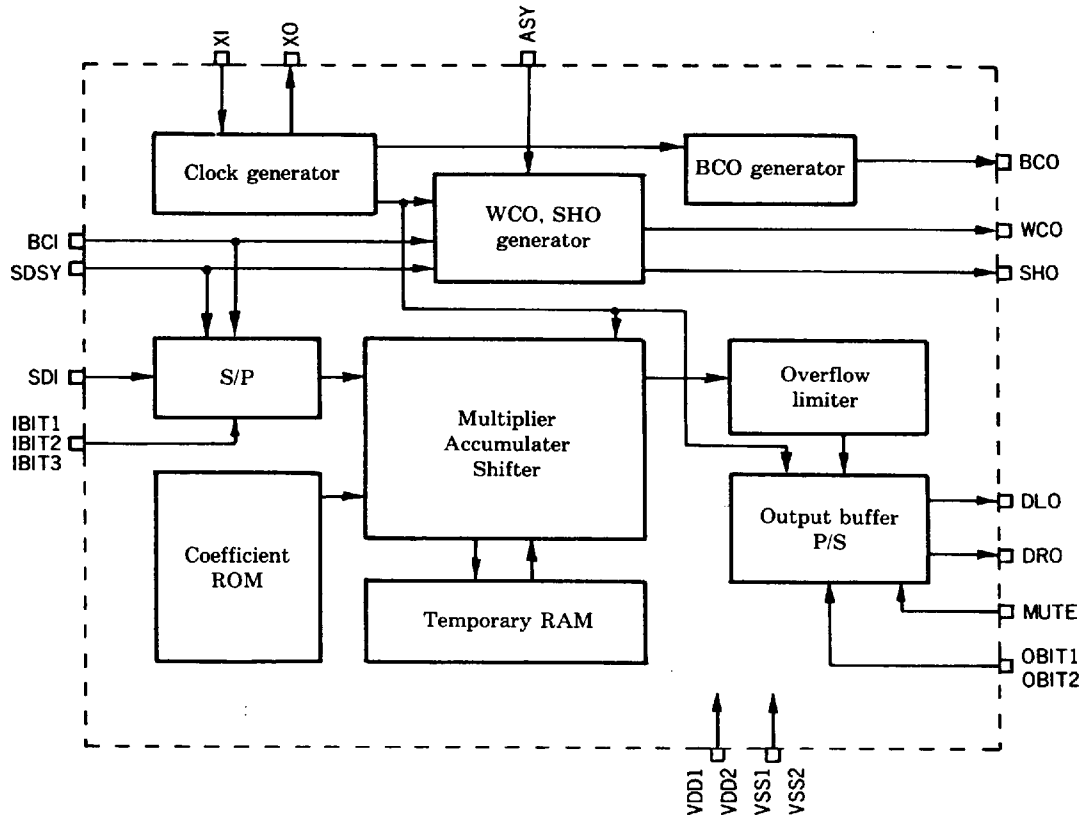 XI
XO
ASY
Clock generator
BCO generator
BCO
WCO, SHO
generator
WCO
SHO
BCI
SDSY
SDI
S/P
IBIT1
IBIT2
IBIT3
Multiplier
Accumulater
Shifter
Overflow
limiter
Coefficient
ROM
Output buffer
P/S
DLO
DRO
Temporary RAM
MUTE
OBIT1
OBIT2
VDD1
VDD2
VSS1
VSS2